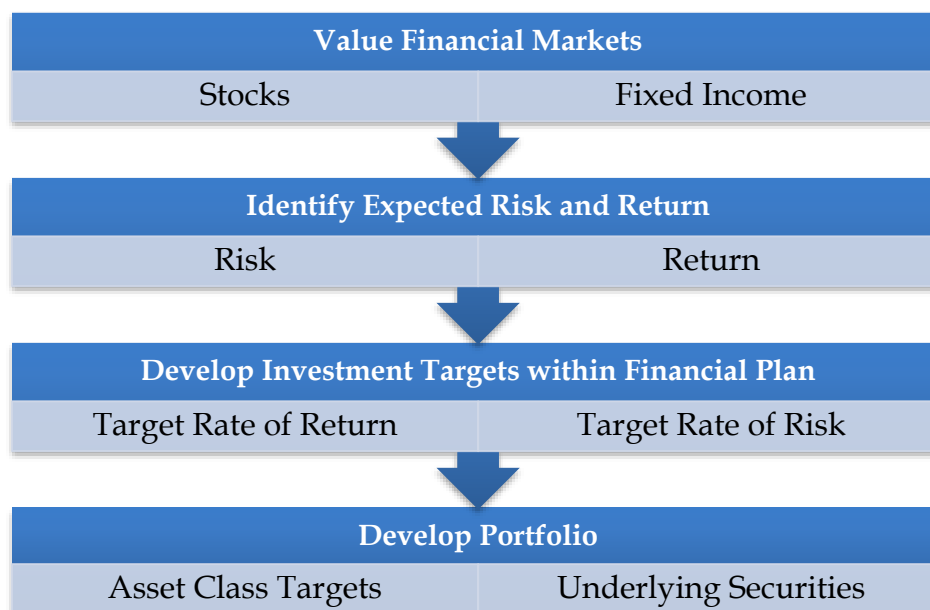 Value Financial Markets
Stocks Fixed Income
Identify Expected Risk and Return
Risk Return
Develop Investment Targets within Financial Plan
Target Rate of Return Target Rate of Risk
Develop Portfolio
Asset Class Targets Underlying Securities